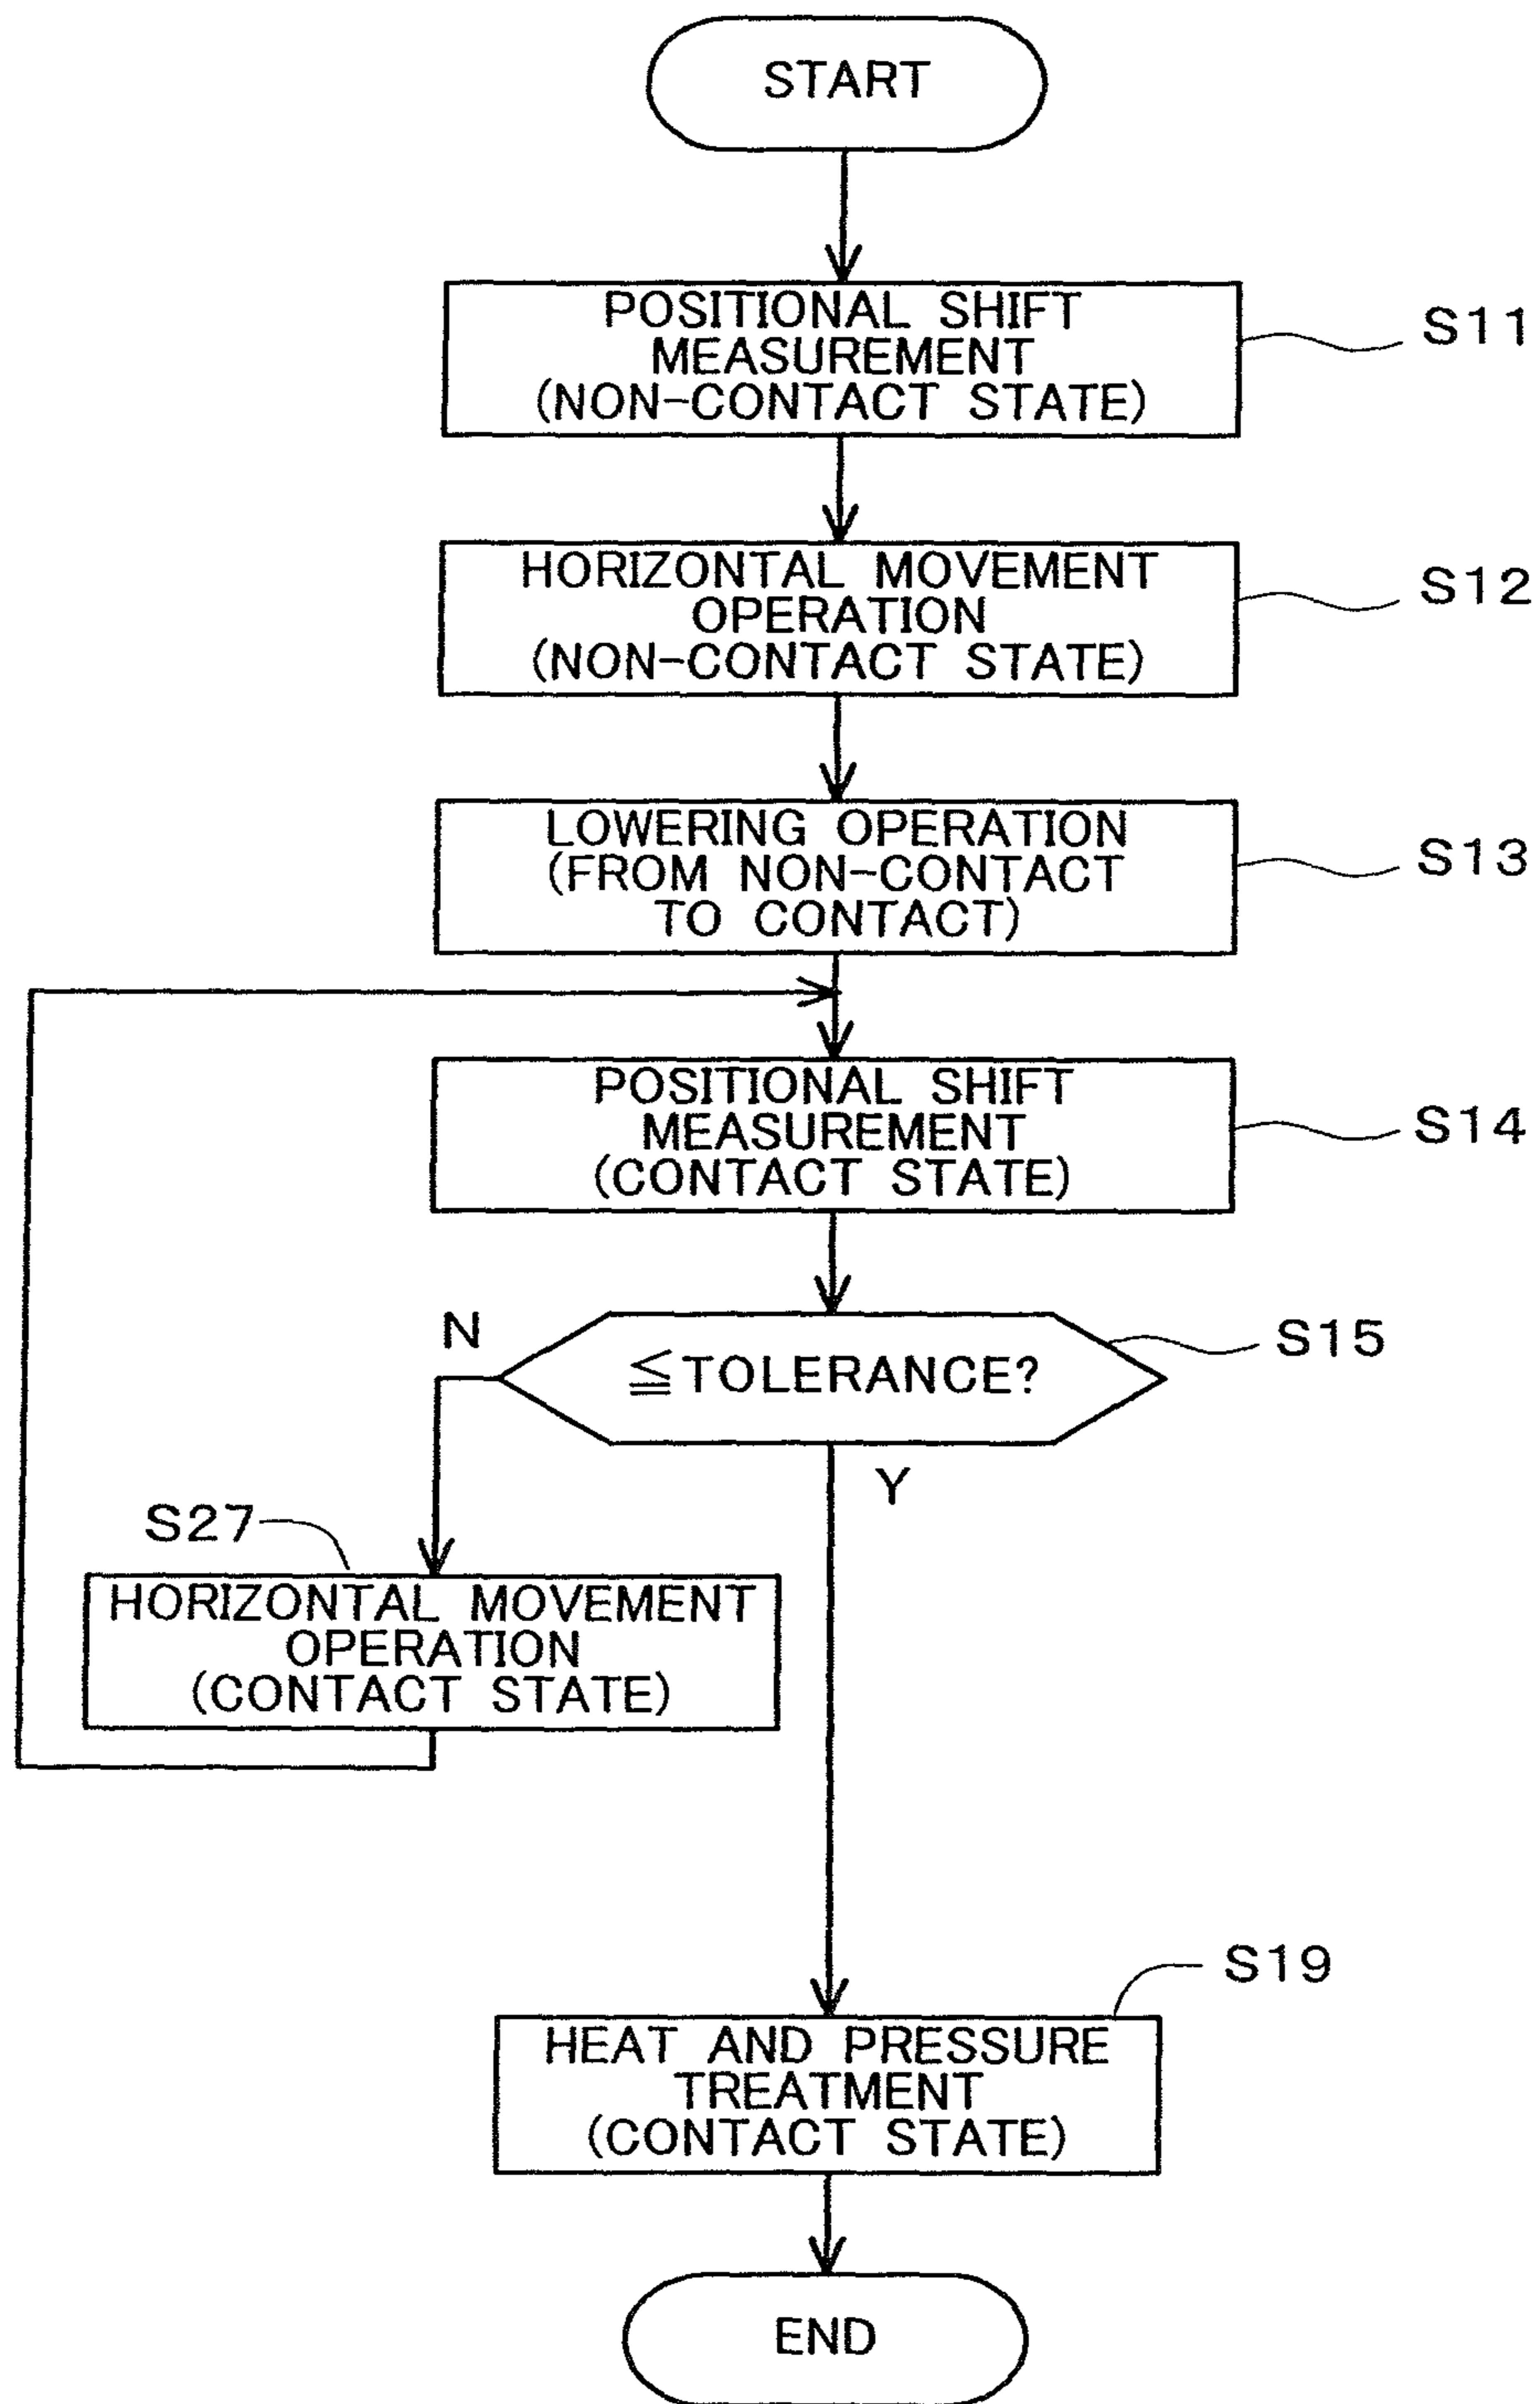 START
POSITIONAL SHIFT
MEASUREMENT
(NON-CONTACT STATE)
S11
HORIZONTAL MOVEMENT
OPERATION
(NON-CONTACT STATE)
S12
LOWERING OPERATION
(FROM NON-CONTACT
TO CONTACT)
S13
POSITIONAL SHIFT
MEASUREMENT
(CONTACT STATE)
S14
N
≦TOLERANCE?
S15
Y
S27
HORIZONTAL MOVEMENT
OPERATION
(CONTACT STATE)
S19
HEAT AND PRESSURE
TREATMENT
(CONTACT STATE)
END